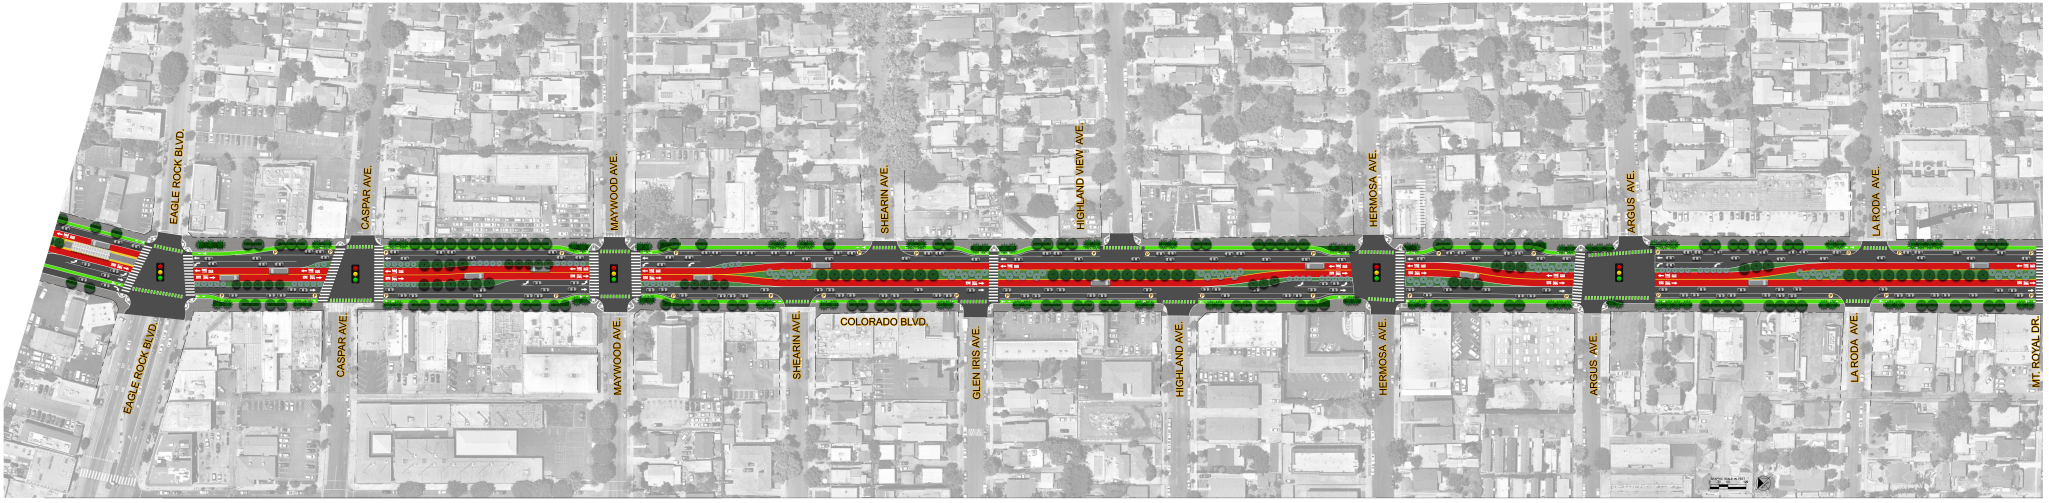 EAGLE ROCK BLVD.
CASPAR AVE.
MAYWOOD AVE.
SHEARIN AVE.
HIGHLAND VIEW AVE.
HERMOSA AVE.
ARGUS AVE.
LA RODA AVE.
EAGLE ROCK BLVD.
CASPAR AVE.
MAYWOOD AVE.
SHEARIN AVE.
COLORADO BLVD.
GLEN IRIS AVE.
HIGHLAND AVE.
HERMOSA AVE.
ARGUS AVE.
LA RODA AVE.
MT. ROYAL DR.